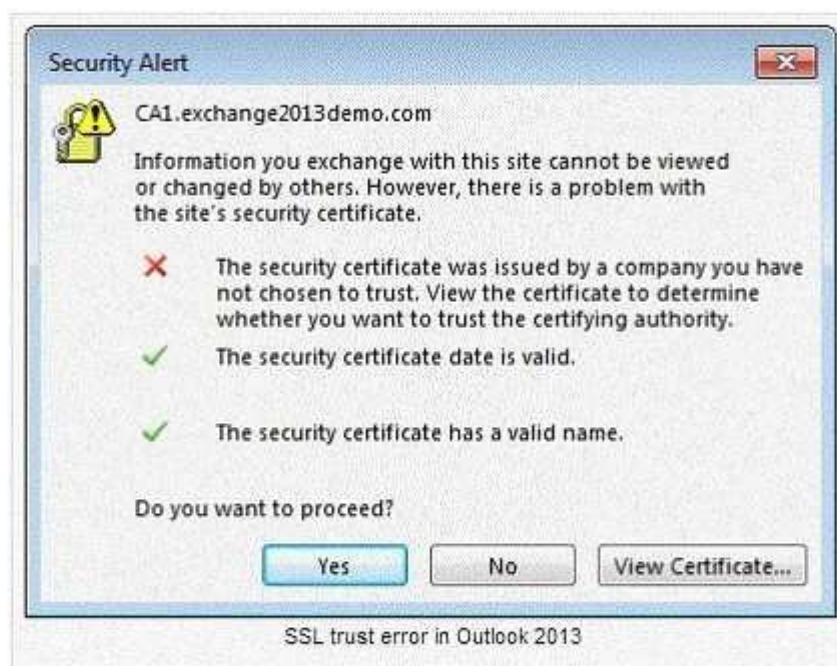 Security Alert
CA1.exchange2013demo.com
Information you exchange with this site cannot be viewed
or changed by others. However, there is a problem with
the site's security certificate.
The security certificate was issued by a company you have
not chosen to trust. View the certificate to determine
whether you want to trust the certifying authority.
The security certificate date is valid.
The security certificate has a valid name.
Do you want to proceed?
Yes
No
View Certificate...
SSL trust error in Outlook 2013